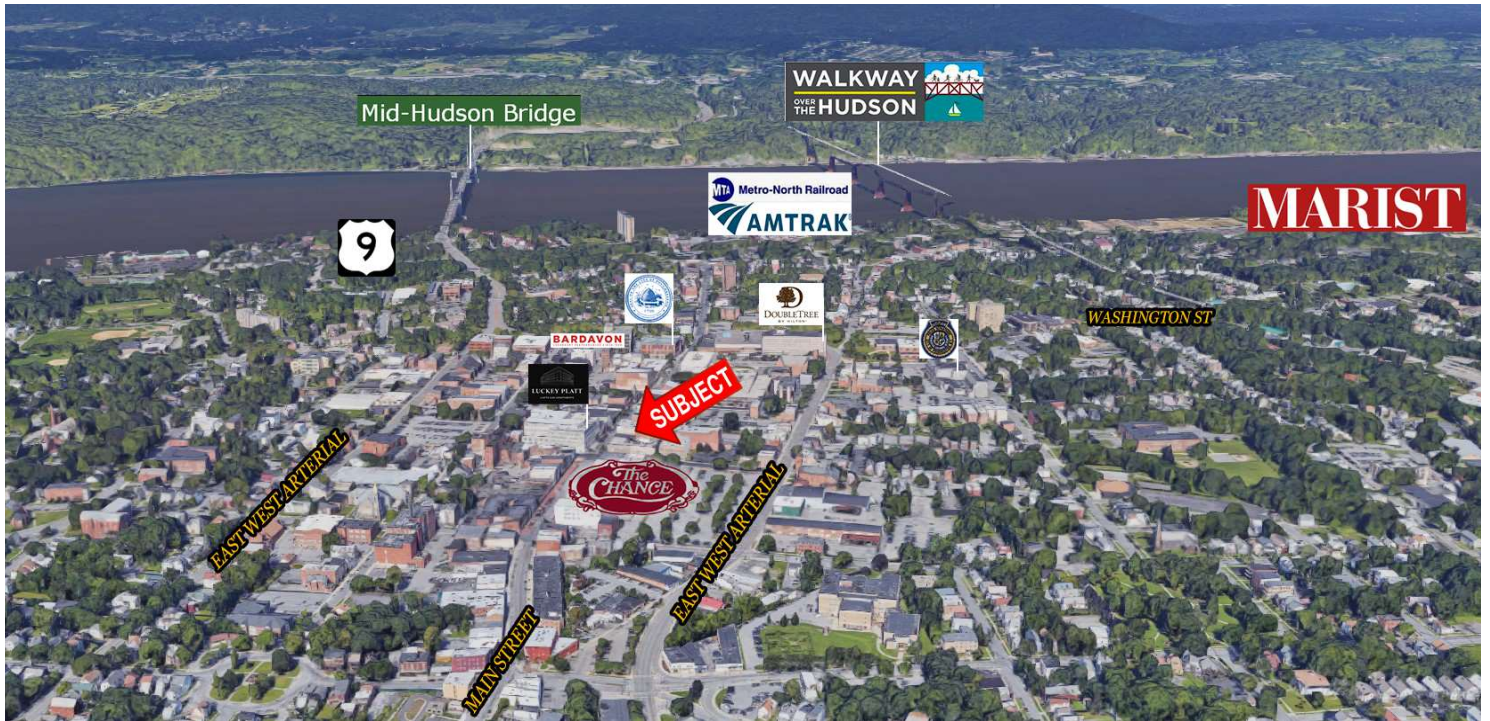 WALKWAY
OVER THE HUDSON
Mid-Hudson Bridge
MTA Metro-North Railroad
AMTRAK
MARIST
9
DOUBLETREE
BY HILTON
WASHINGTON ST
BARDAVON
LUCKEY PLATT
SUBJECT
The
CHANCE
EAST WEST ARTERIAL
EAST WEST ARTERIAL
MAIN STREET